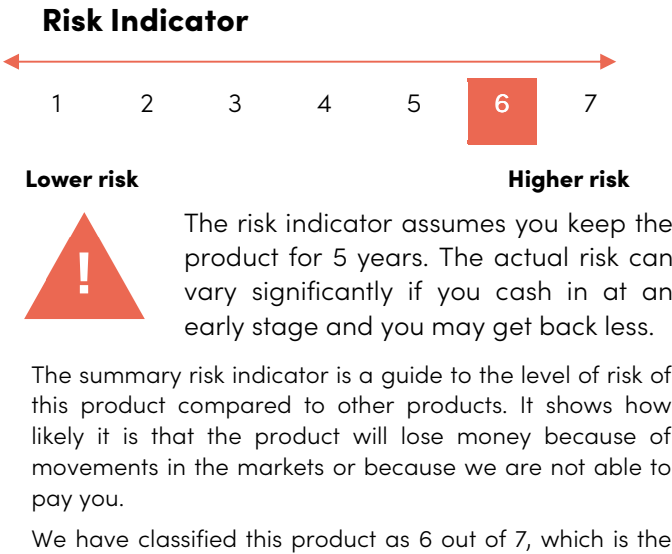 Risk Indicator
1 2 3 4 5 6 7
Lower risk Higher risk
!
The risk indicator assumes you keep the
product for 5 years. The actual risk can
vary significantly if you cash in at an
early stage and you may get back less.
The summary risk indicator is a guide to the level of risk of
this product compared to other products. It shows how
likely it is that the product will lose money because of
movements in the markets or because we are not able to
pay you.
We have classified this product as 6 out of 7, which is the